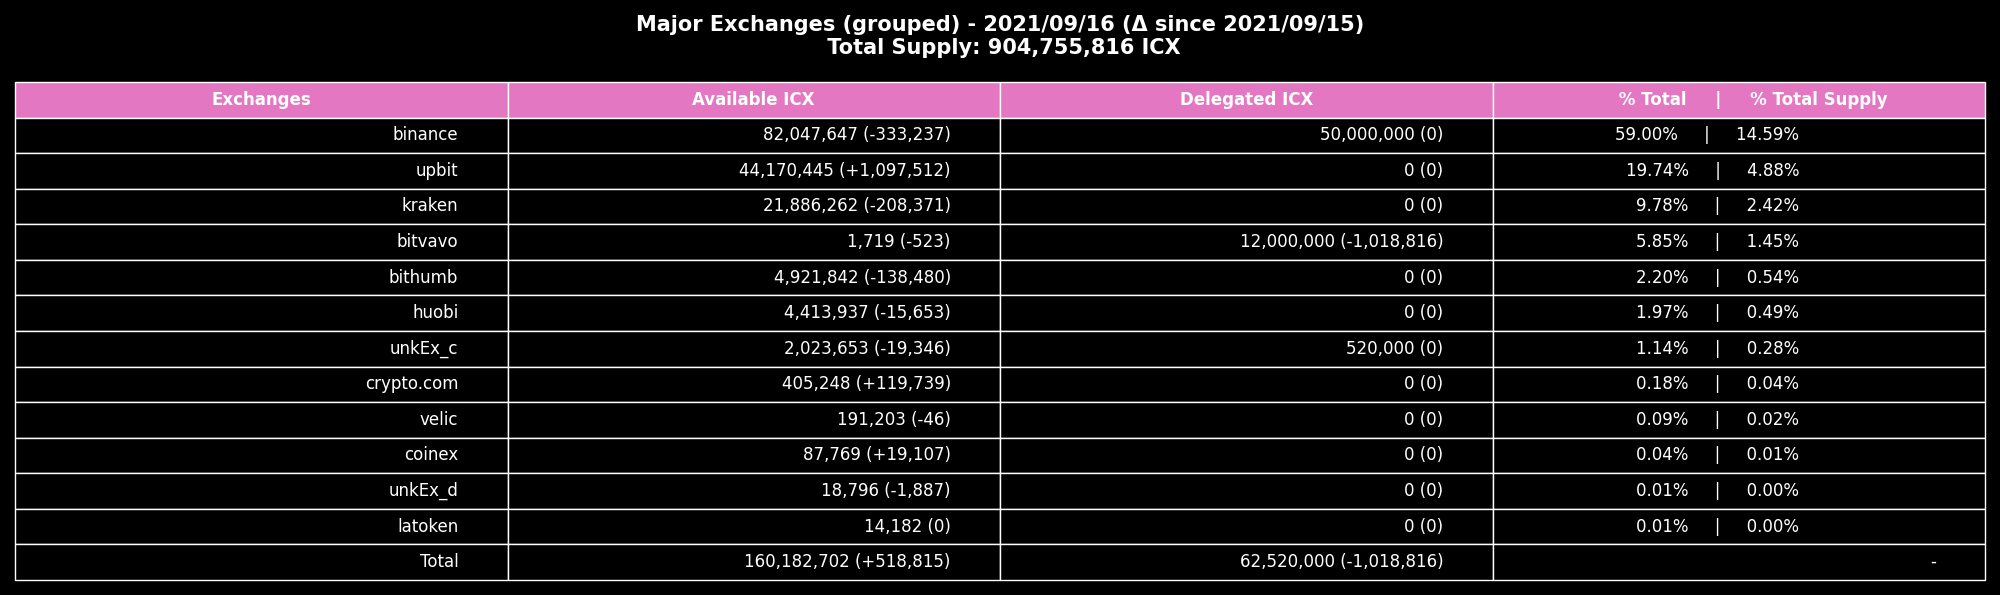 Major Exchanges (grouped) - 2021/09/16 (Δ since 2021/09/15)
Total Supply: 904,755,816 ICX
Exchanges Available ICX Delegated ICX % Total | % Total Supply
binance 82,047,647 (-333,237) 50,000,000 (0) 59.00% | 14.59%
upbit 44,170,445 (+1,097,512) 0 (0) 19.74% | 4.88%
kraken 21,886,262 (-208,371) 0 (0) 9.78% | 2.42%
bitvavo 1,719 (-523) 12,000,000 (-1,018,816) 5.85% | 1.45%
bithumb 4,921,842 (-138,480) 0 (0) 2.20% | 0.54%
huobi 4,413,937 (-15,653) 0 (0) 1.97% | 0.49%
unkEx_c 2,023,653 (-19,346) 520,000 (0) 1.14% | 0.28%
crypto.com 405,248 (+119,739) 0 (0) 0.18% | 0.04%
velic 191,203 (-46) 0 (0) 0.09% | 0.02%
coinex 87,769 (+19,107) 0 (0) 0.04% | 0.01%
unkEx_d 18,796 (-1,887) 0 (0) 0.01% | 0.00%
latoken 14,182 (0) 0 (0) 0.01% | 0.00%
Total 160,182,702 (+518,815) 62,520,000 (-1,018,816) -